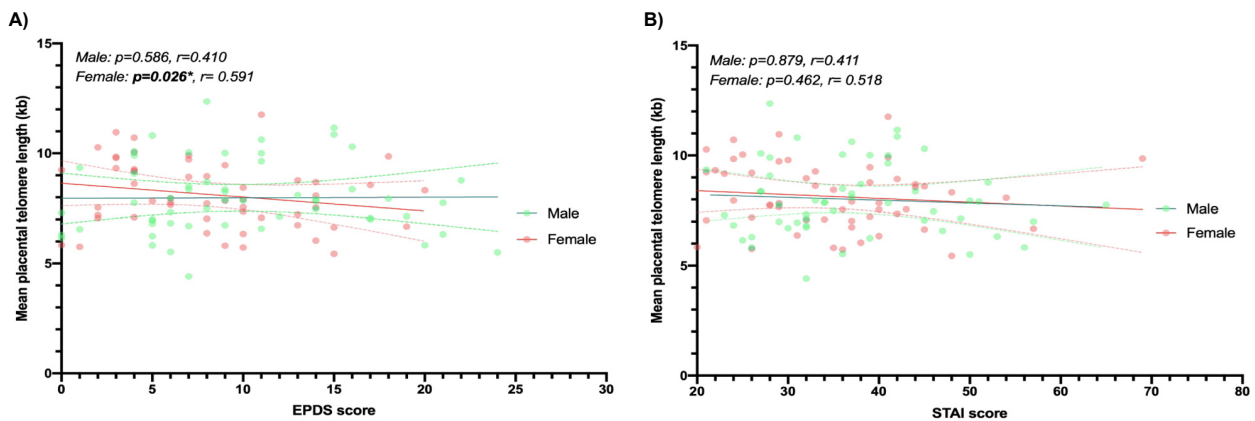 A)
Male: p=0.586, r=0.410
Female: p=0.026*, r= 0.591
Mean placental telomere length (kb)
15
10
5
0
0 5 10 15 20 25 30
EPDS score
Male
Female
B)
Male: p=0.879, r=0.411
Female: p=0.462, r= 0.518
Mean placental telomere length (kb)
15
10
5
0
20 30 40 50 60 70 80
STAI score
Male
Female